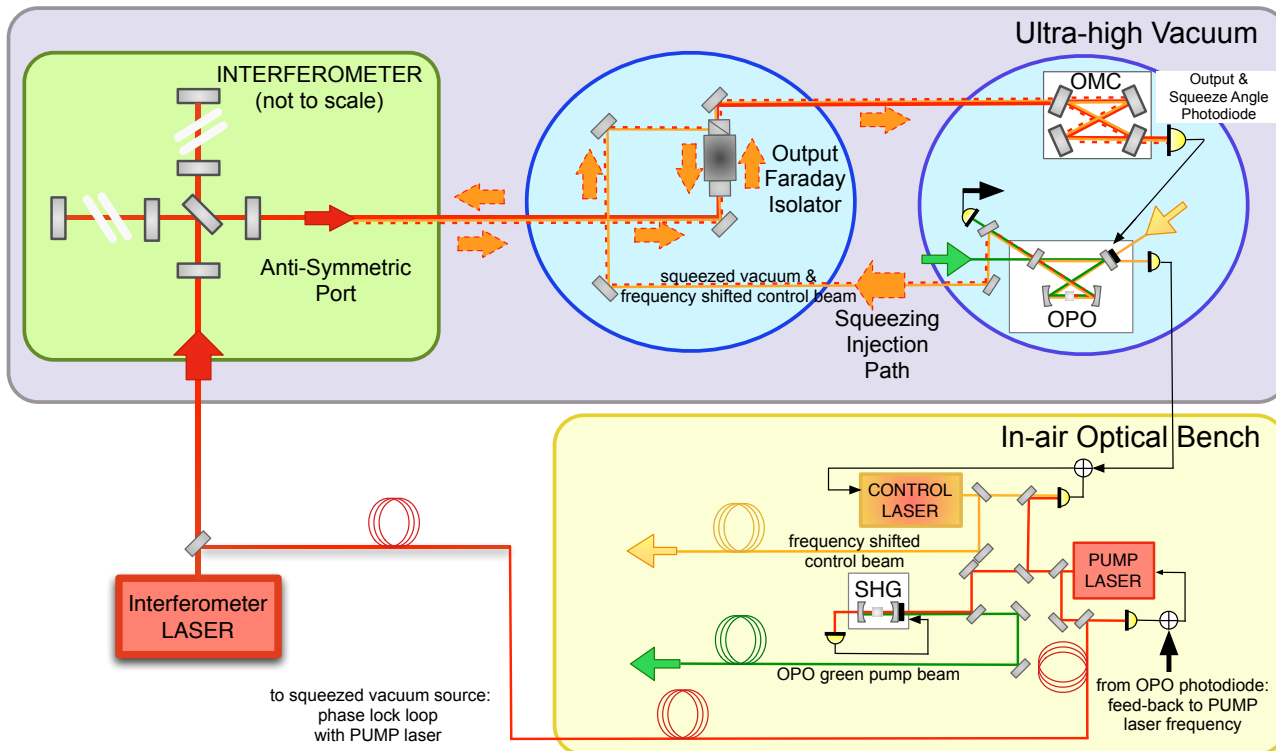 Ultra-high Vacuum
INTERFEROMETER
(not to scale)
OMC
Output &
Squeeze Angle
Photodiode
Output
Faraday
Isolator
Anti-Symmetric
Port
squeezed vacuum &
frequency shifted control beam
Squeezing
Injection
Path
OPO
In-air Optical Bench
CONTROL
LASER
frequency shifted
control beam
PUMP
LASER
SHG
Interferometer
LASER
OPO green pump beam
to squeezed vacuum source:
phase lock loop
with PUMP laser
from OPO photodiode:
feed-back to PUMP
laser frequency